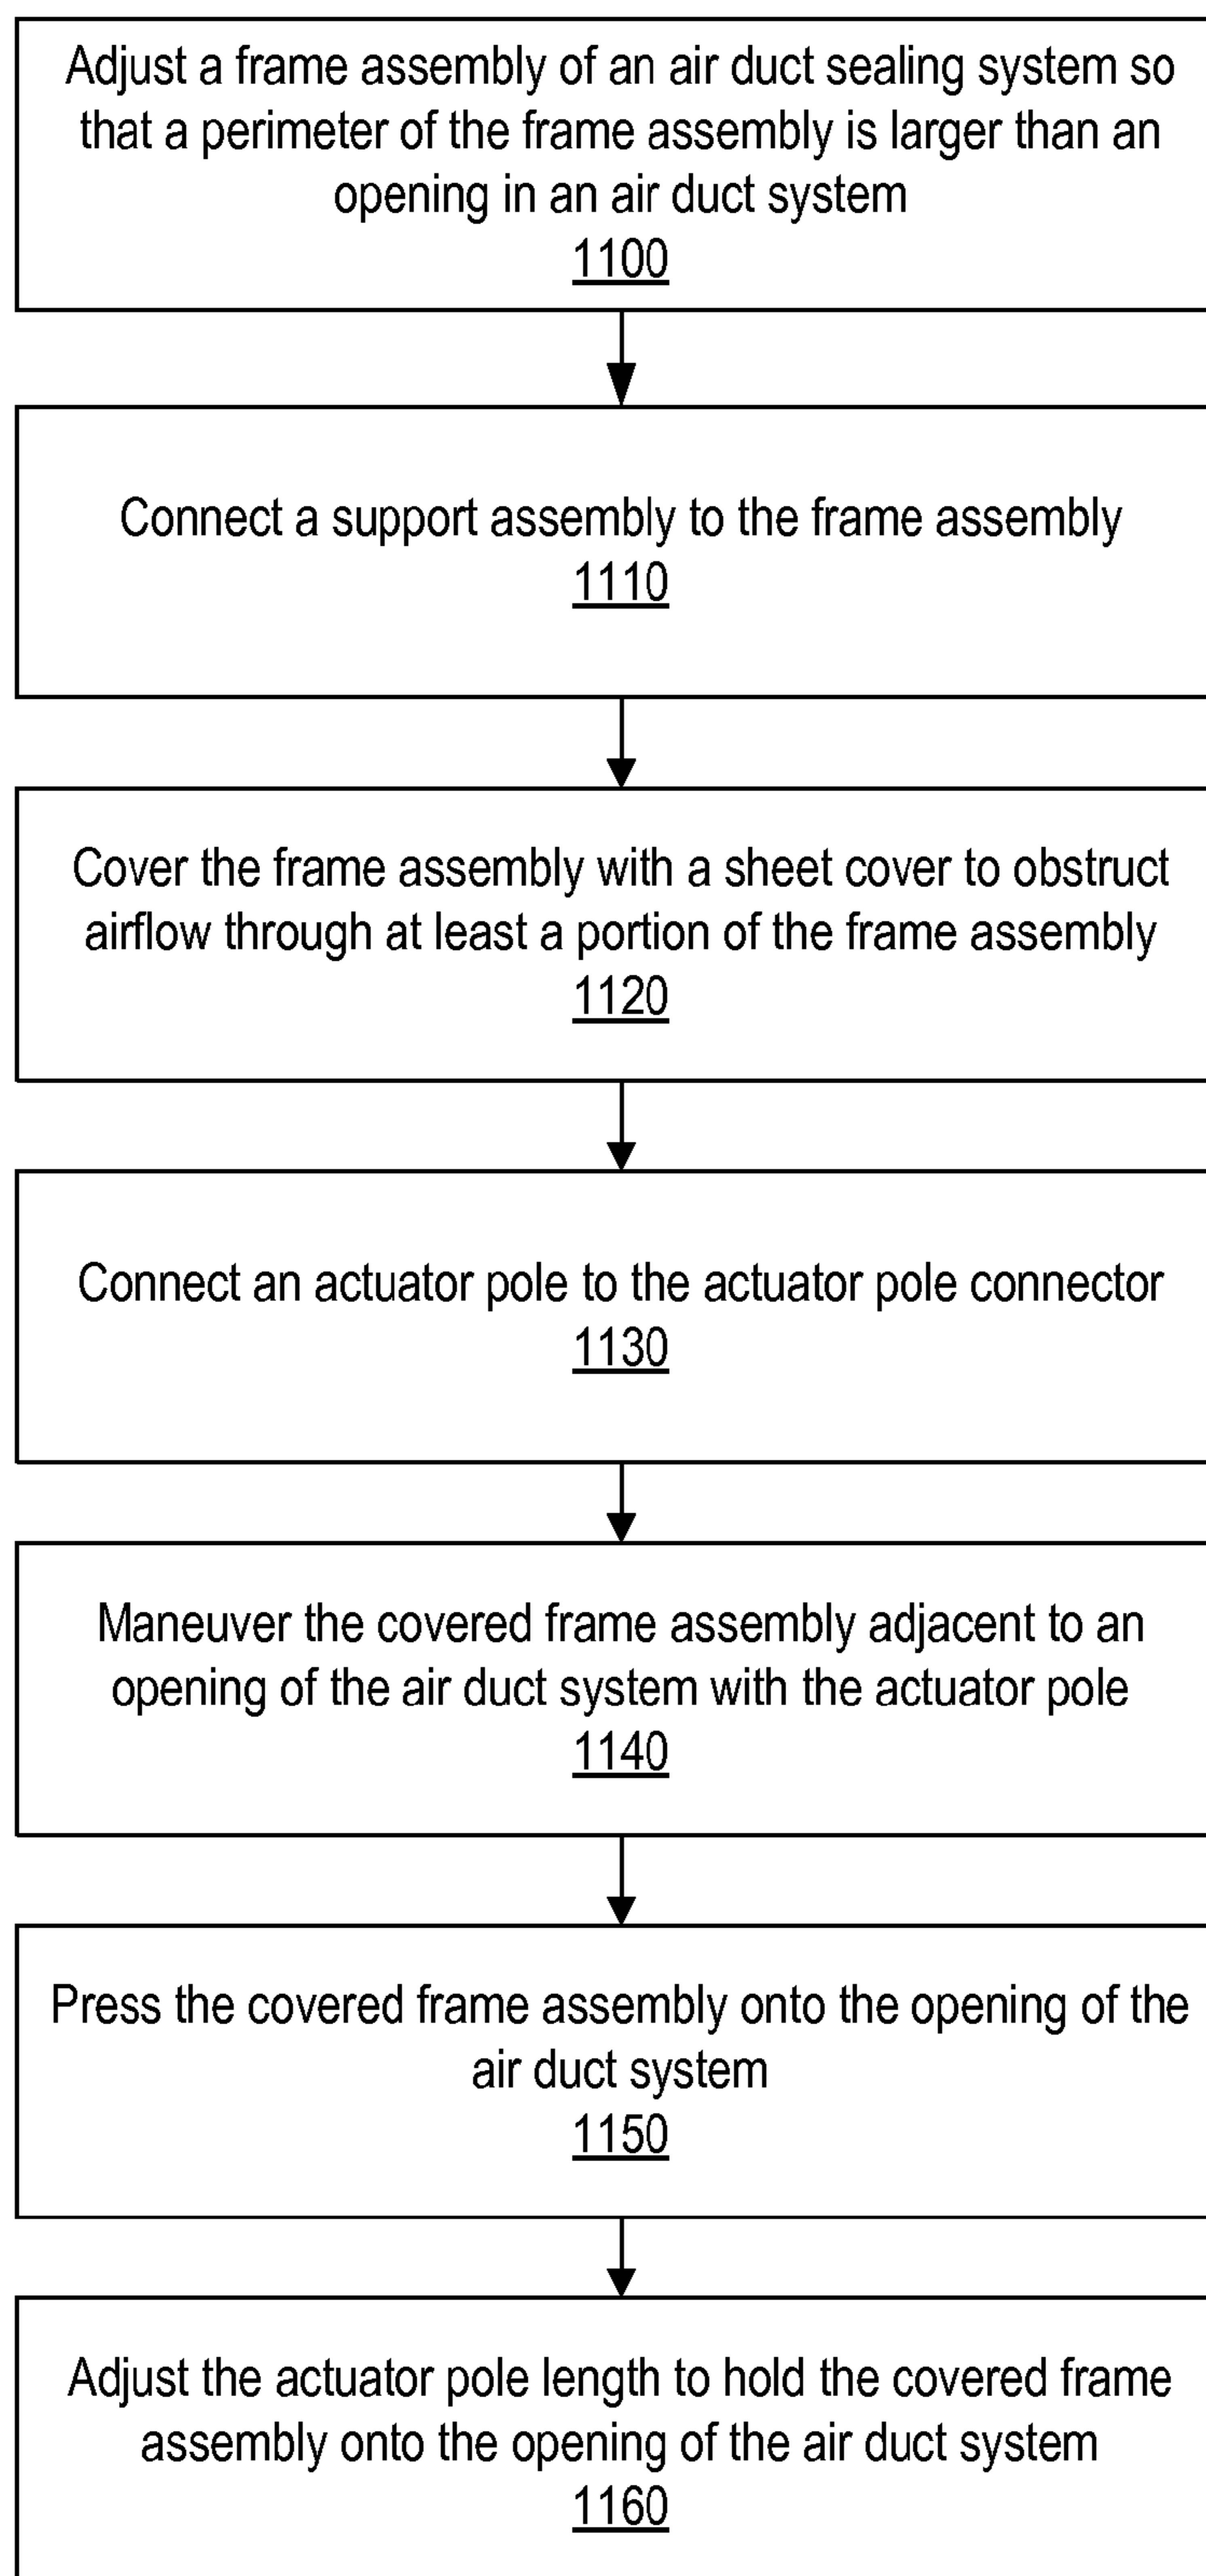 Adjust a frame assembly of an air duct sealing system so
that a perimeter of the frame assembly is larger than an
opening in an air duct system
1100
Connect a support assembly to the frame assembly
1110
Cover the frame assembly with a sheet cover to obstruct
airflow through at least a portion of the frame assembly
1120
Connect an actuator pole to the actuator pole connector
1130
Maneuver the covered frame assembly adjacent to an
opening of the air duct system with the actuator pole
1140
Press the covered frame assembly onto the opening of the
air duct system
1150
Adjust the actuator pole length to hold the covered frame
assembly onto the opening of the air duct system
1160